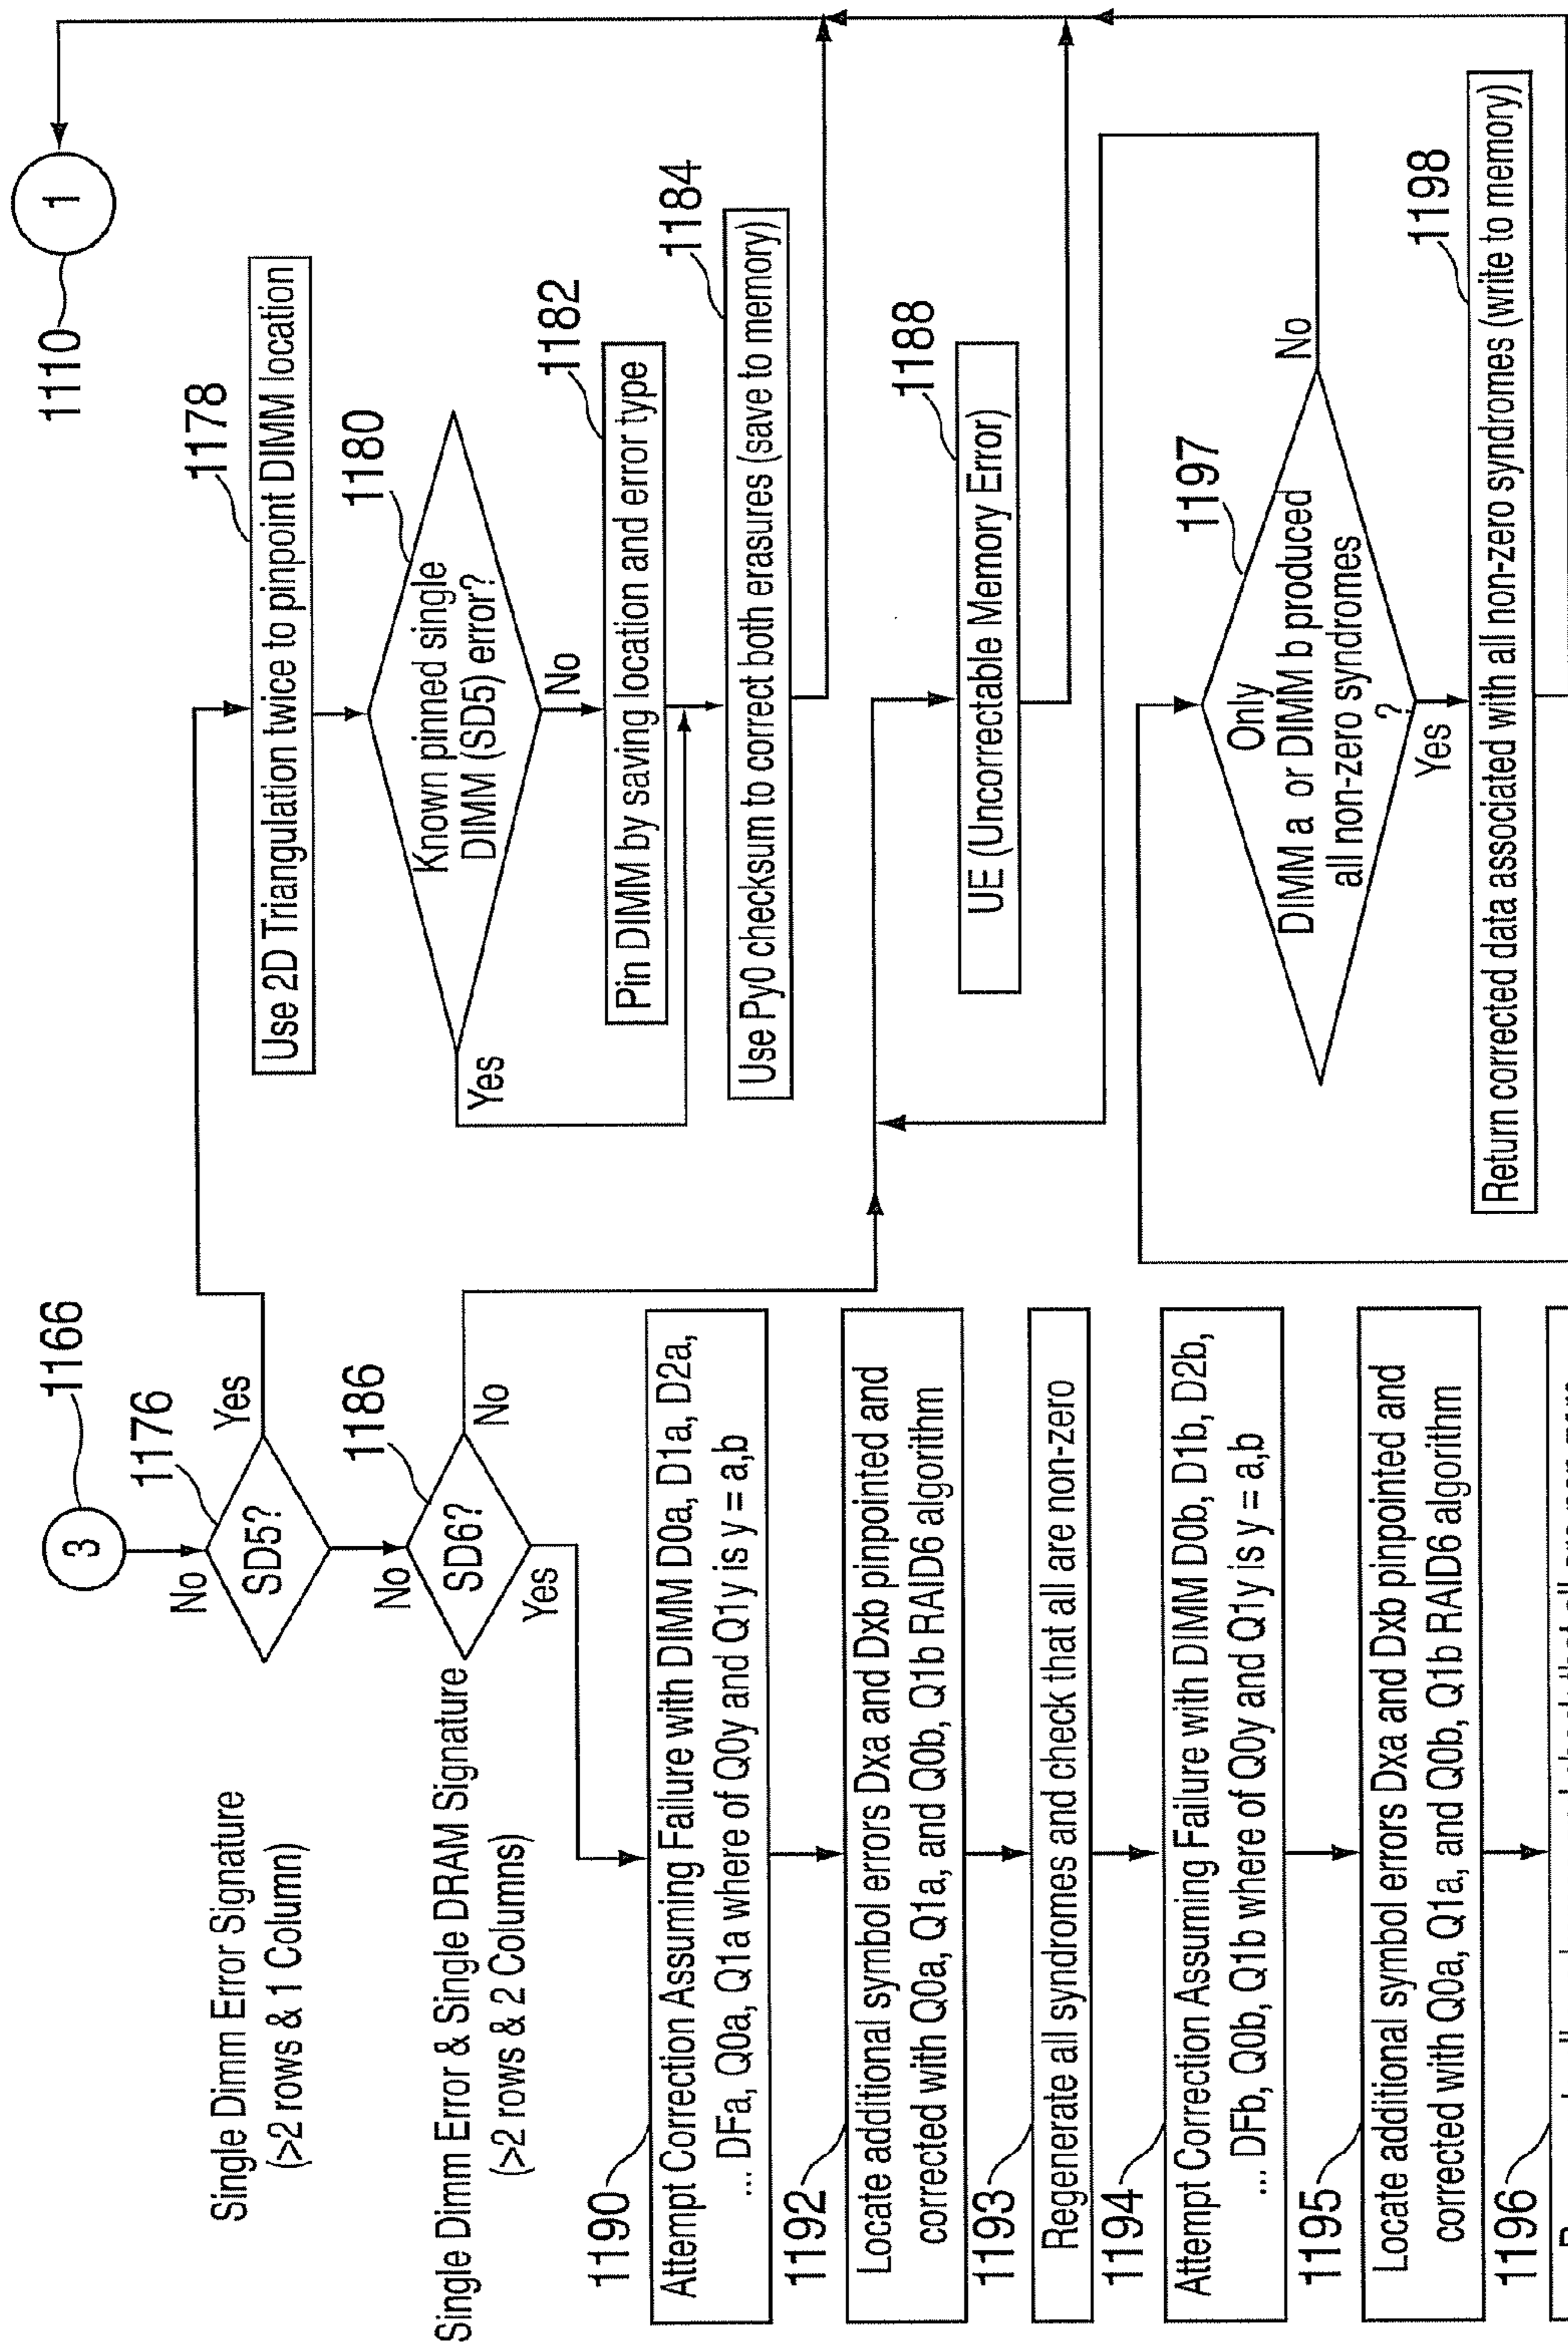 3
1166
1
1110
Single Dimm Error Signature
(>2 rows & 1 Column)
No
SD5?
1176
Yes
1178
Use 2D Triangulation twice to pinpoint DIMM location
1180
Known pinned single
DIMM (SD5) error?
Yes
No
1182
Pin DIMM by saving location and error type
1184
Use Py0 checksum to correct both erasures (save to memory)
Single Dimm Error & Single DRAM Signature
(>2 rows & 2 Columns)
No
SD6?
1186
No
Yes
1188
UE (Uncorrectable Memory Error)
1190
Attempt Correction Assuming Failure with DIMM D0a, D1a, D2a,
... DFa, Q0a, Q1a where of Q0y and Q1y is y = a,b
1192
Locate additional symbol errors Dxa and Dxb pinpointed and
corrected with Q0a, Q1a, and Q0b, Q1b RAID6 algorithm
1193
Regenerate all syndromes and check that all are non-zero
1194
Attempt Correction Assuming Failure with DIMM D0b, D1b, D2b,
... DFb, Q0b, Q1b where of Q0y and Q1y is y = a,b
1195
Locate additional symbol errors Dxa and Dxb pinpointed and
corrected with Q0a, Q1a, and Q0b, Q1b RAID6 algorithm
1196
1197
Only
DIMM a or DIMM b produced
all non-zero syndromes
?
No
Yes
1198
Return corrected data associated with all non-zero syndromes (write to memory)